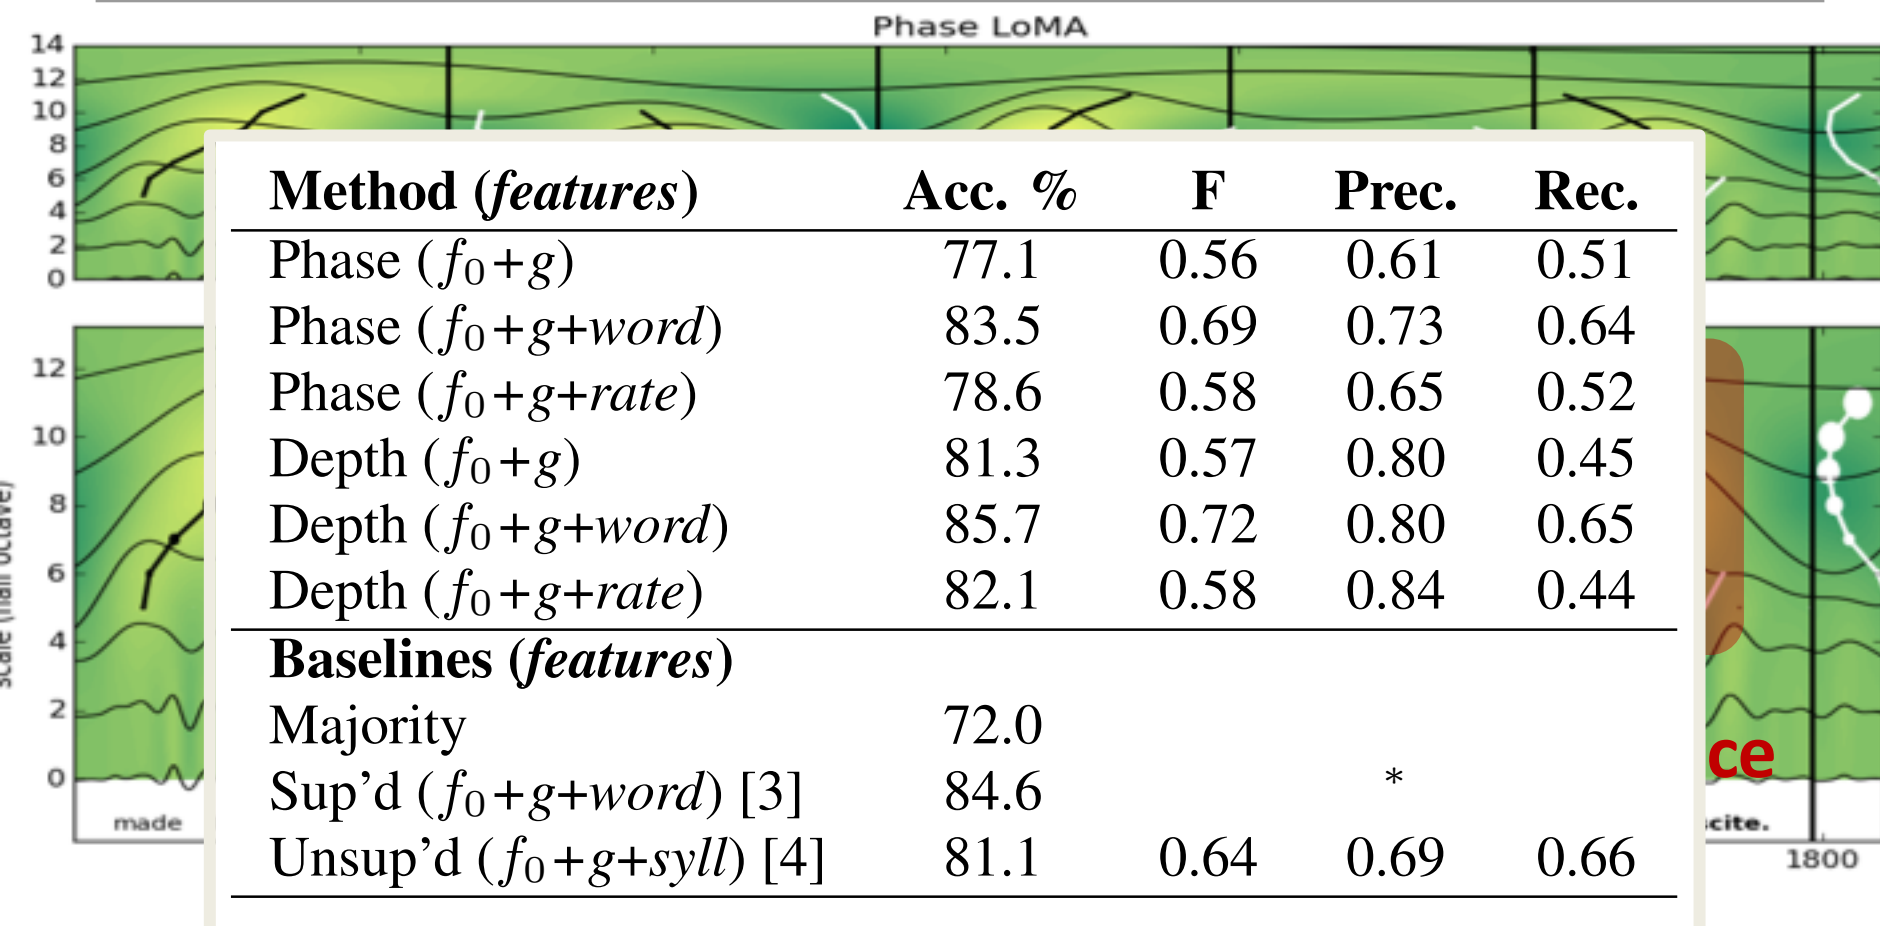 Phase LoMA
14
12
10
8
6
4
2
0
Method (features) Acc. % F Prec. Rec.
Phase (f0+g) 77.1 0.56 0.61 0.51
Phase (f0+g+word) 83.5 0.69 0.73 0.64
Phase (f0+g+rate) 78.6 0.58 0.65 0.52
Depth (f0+g) 81.3 0.57 0.80 0.45
Depth (f0+g+word) 85.7 0.72 0.80 0.65
Depth (f0+g+rate) 82.1 0.58 0.84 0.44
Baselines (features)
Majority 72.0
Sup'd (f0+g+word) [3] 84.6 *
Unsup'd (f0+g+syll) [4] 81.1 0.64 0.69 0.66
scale (half octave)
12
10
8
6
4
2
0
ce
made
cite.
1800